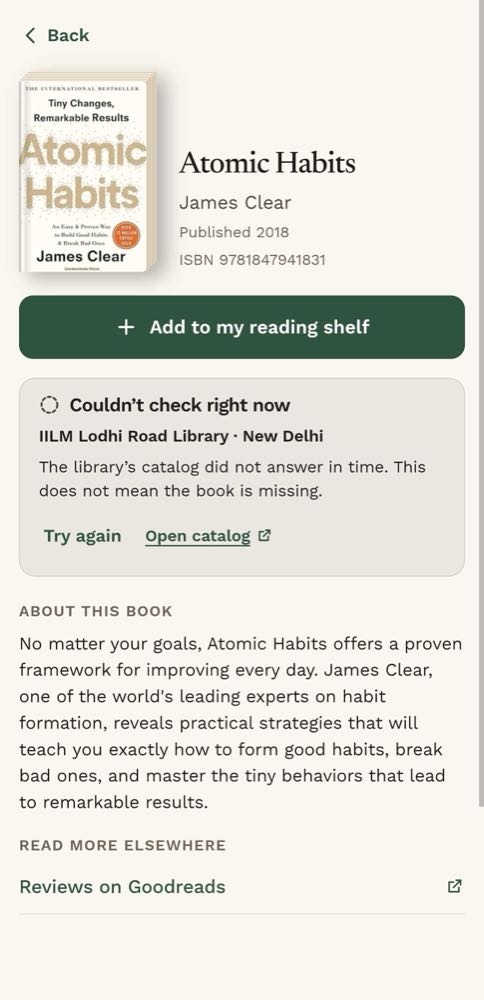 Back
THE INTERNATIONAL BESTSELLER
Tiny Changes,
Remarkable Results
Atomic
Habits
An Easy & Proven Way
to Build Good Habits
& Break Bad Ones
James Clear
Atomic Habits
James Clear
Published 2018
ISBN 9781847941831
Add to my reading shelf
Couldn’t check right now
IILM Lodhi Road Library · New Delhi
The library’s catalog did not answer in time. This
does not mean the book is missing.
Try again Open catalog
ABOUT THIS BOOK
No matter your goals, Atomic Habits offers a proven
framework for improving every day. James Clear,
one of the world's leading experts on habit
formation, reveals practical strategies that will
teach you exactly how to form good habits, break
bad ones, and master the tiny behaviors that lead
to remarkable results.
READ MORE ELSEWHERE
Reviews on Goodreads